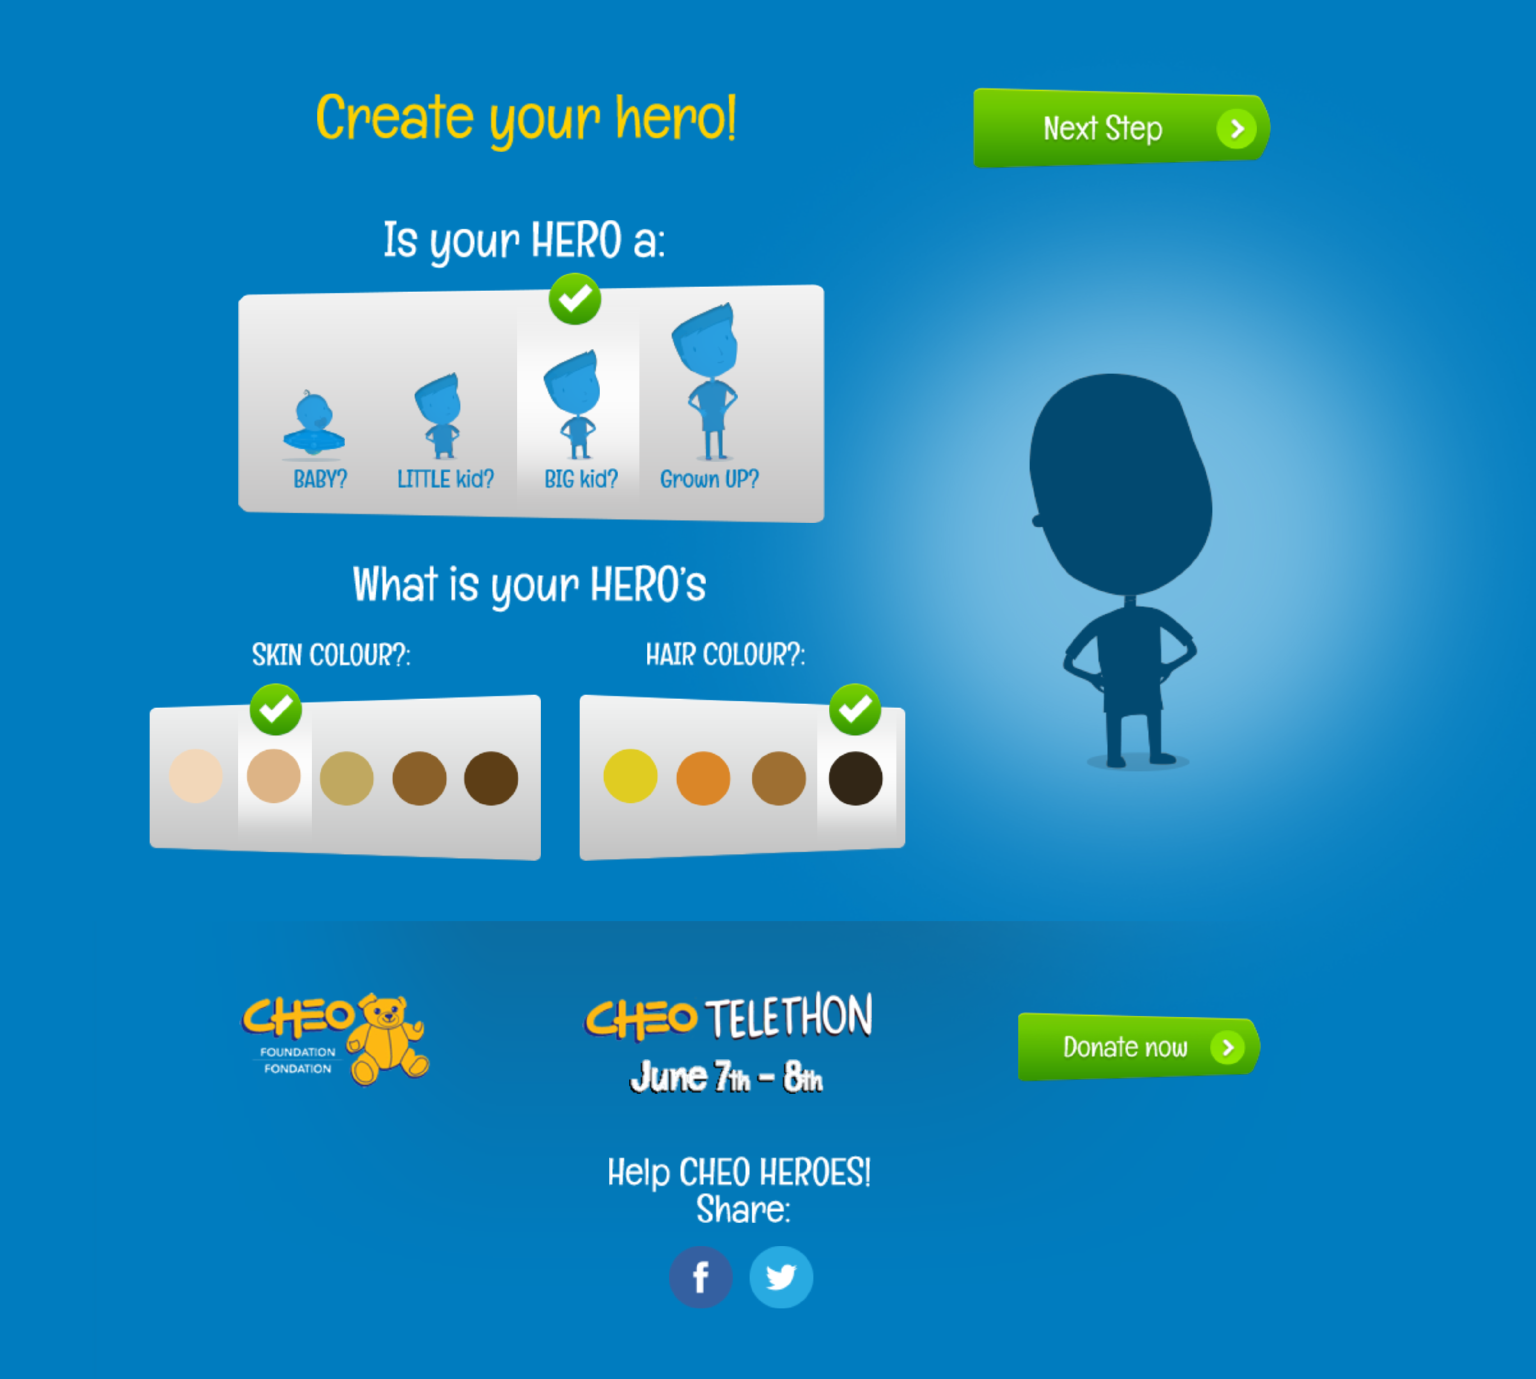 Create your hero!
Next Step
Is your HERO a:
BABY?
LITTLE kid?
BIG kid?
Grown UP?
What is your HERO's
SKIN COLOUR?:
HAIR COLOUR?:
CHEO
FOUNDATION
FONDATION
CHEO TELETHON
June 7th - 8th
Donate now
Help CHEO HEROES!
Share:
f